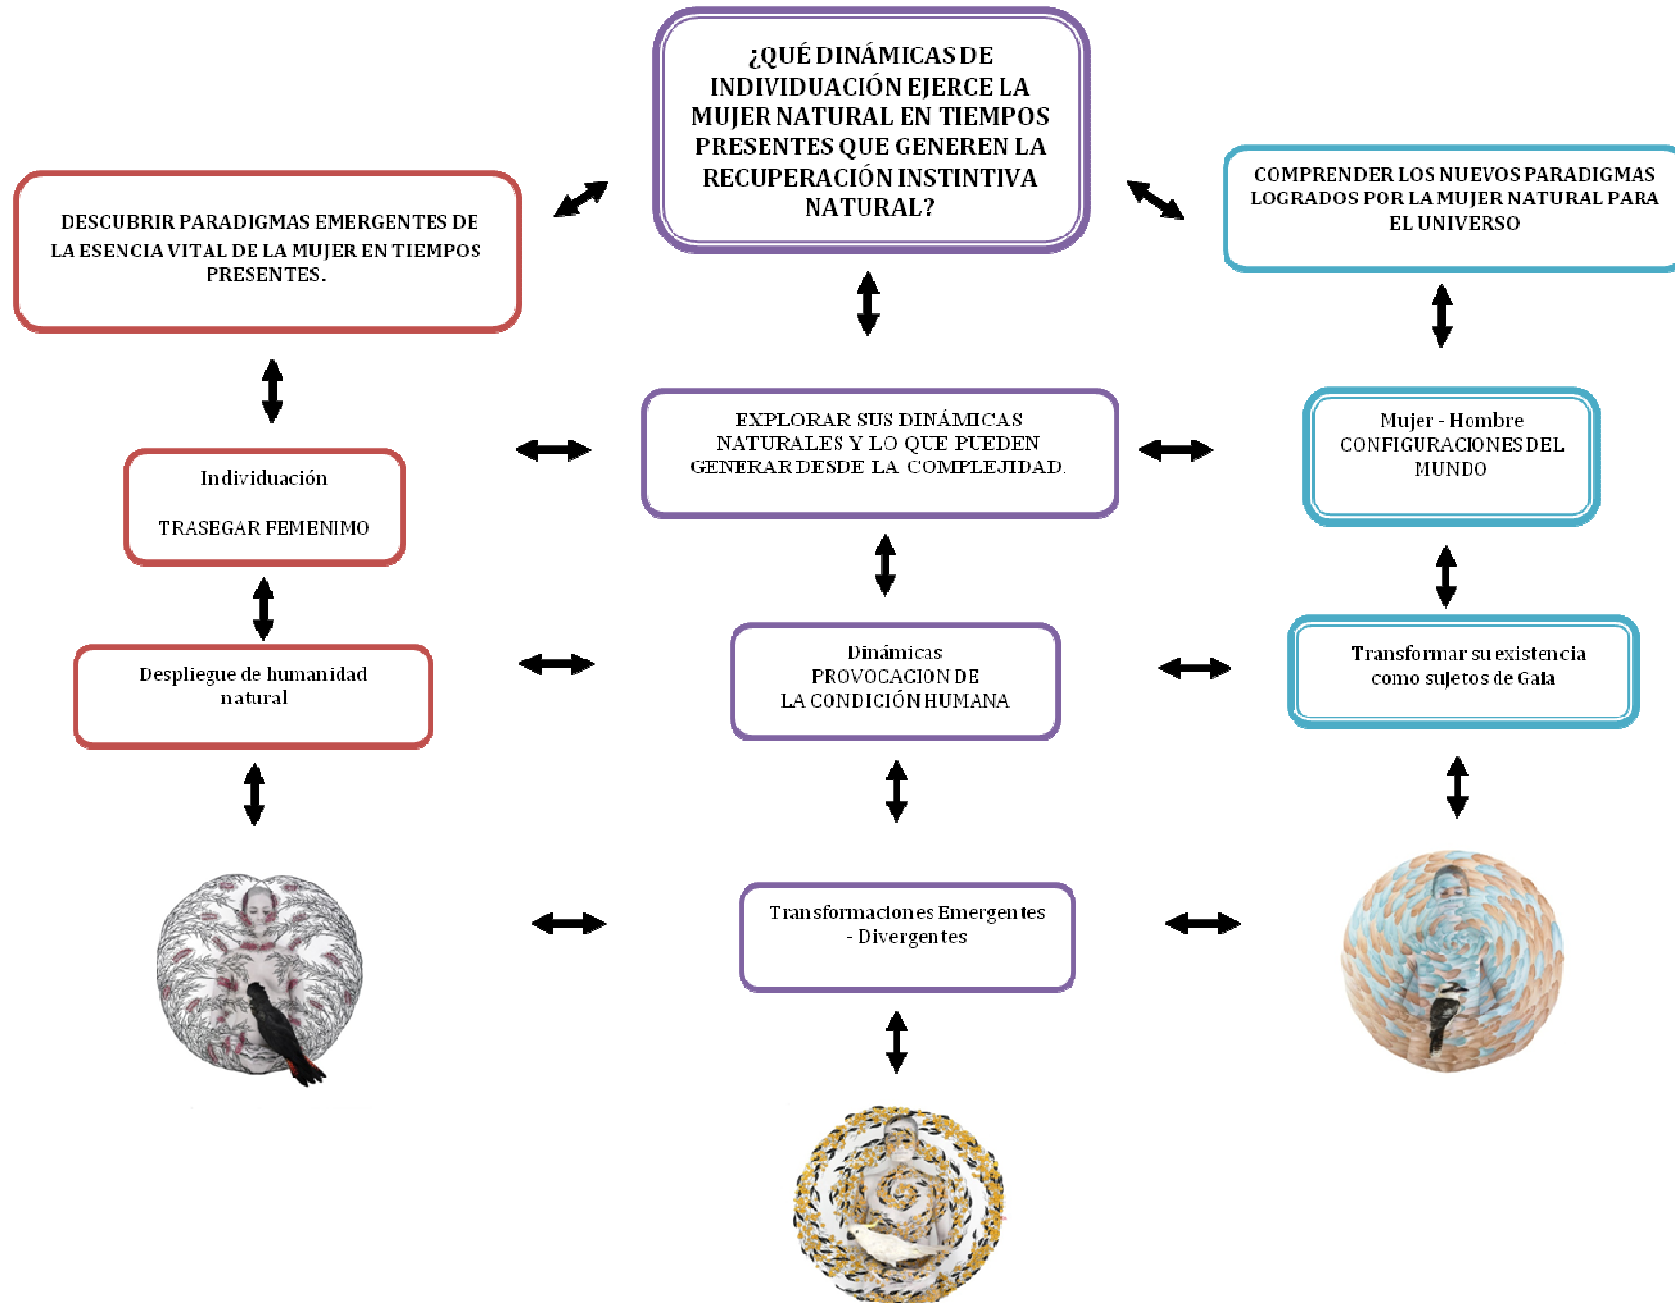 ¿QUÉ DINÁMICAS DE
INDIVIDUACIÓN EJERCE LA
MUJER NATURAL EN TIEMPOS
PRESENTES QUE GENEREN LA
RECUPERACIÓN INSTINTIVA
NATURAL?
DESCUBRIR PARADIGMAS EMERGENTES DE
LA ESENCIA VITAL DE LA MUJER EN TIEMPOS
PRESENTES.
COMPRENDER LOS NUEVOS PARADIGMAS
LOGRADOS POR LA MUJER NATURAL PARA
EL UNIVERSO
EXPLORAR SUS DINÁMICAS
NATURALES Y LO QUE PUEDEN
GENERAR DESDE LA COMPLEJIDAD.
Mujer - Hombre
CONFIGURACIONES DEL
MUNDO
Individuación
TRASEGAR FEMENIMO
Despliegue de humanidad
natural
Dinámicas
PROVOCACION DE
LA CONDICIÓN HUMANA
Transformar su existencia
como sujetos de Gaia
Transformaciones Emergentes
- Divergentes